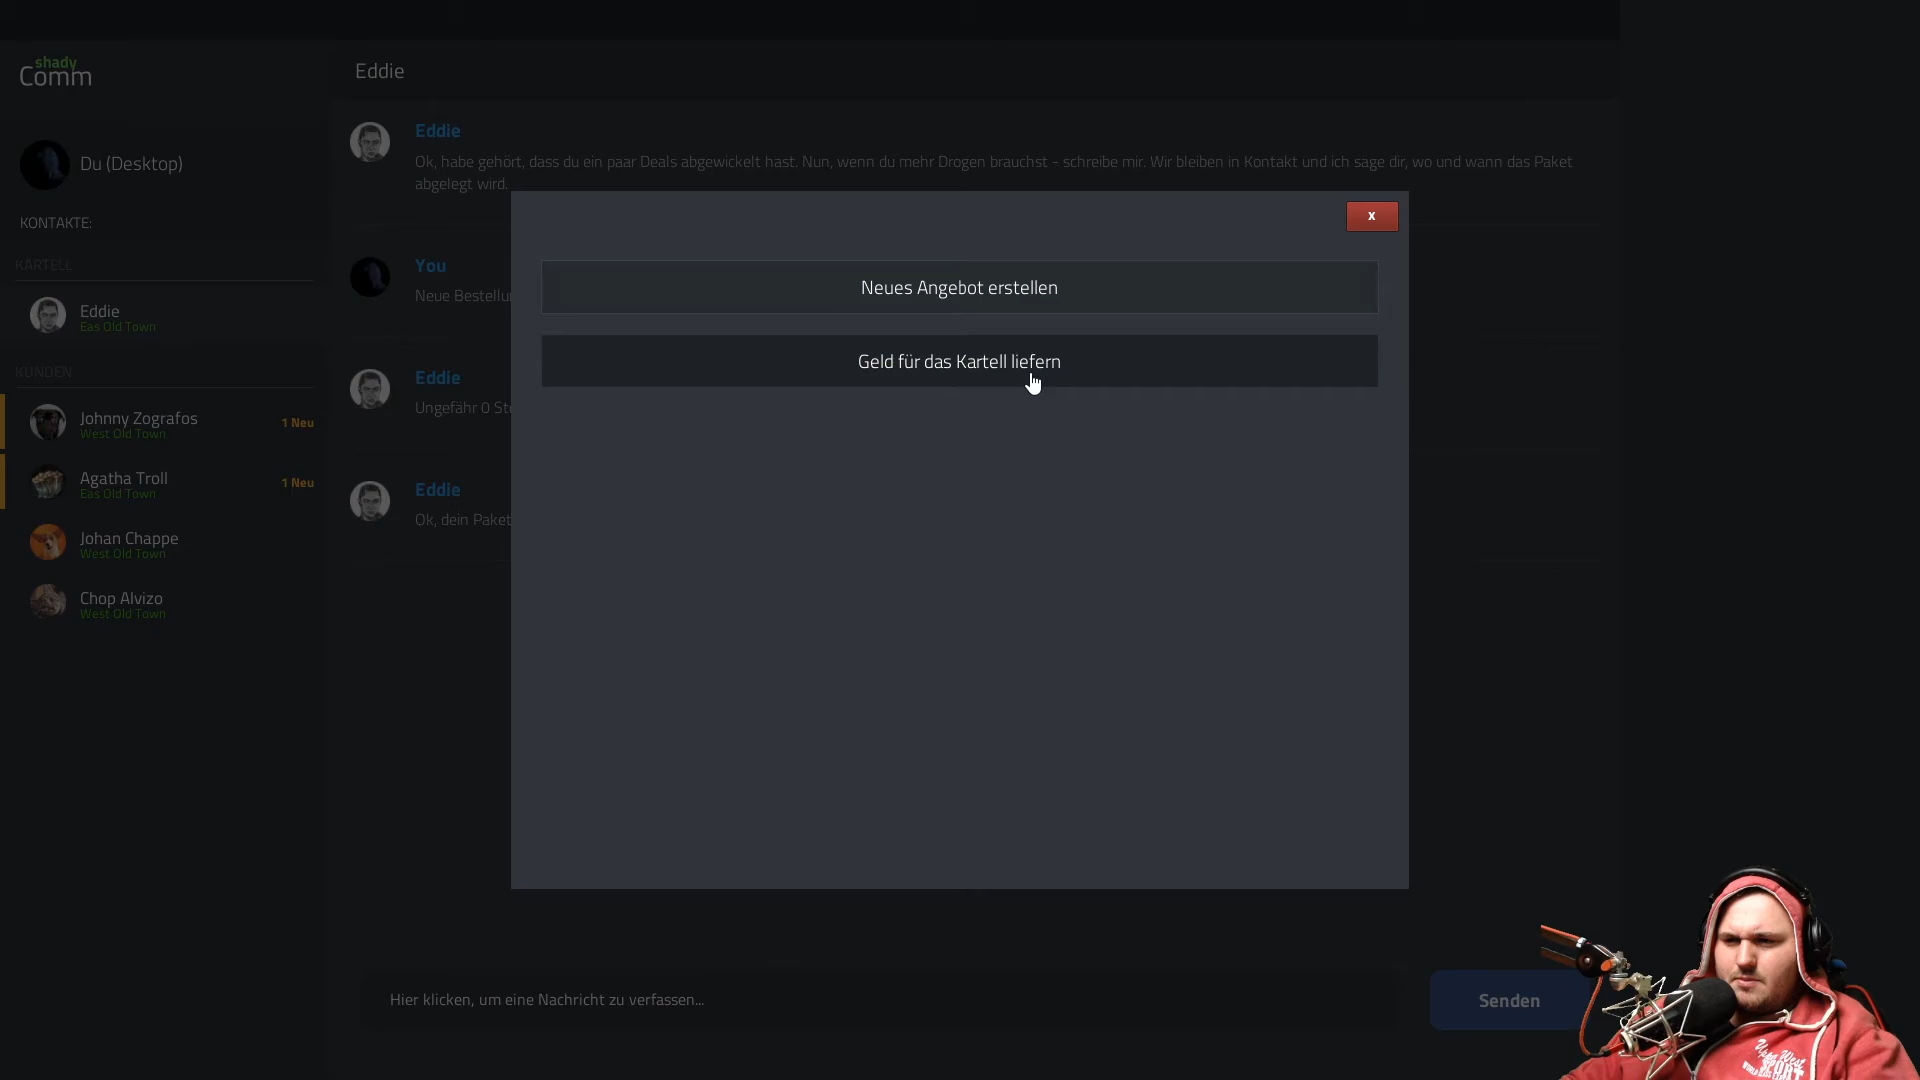 shady
Comm
Du (Desktop)
KONTAKTE:
KARTELL
Eddie
Eas Old Town
KUNDEN
Johnny Zografos
West Old Town
1 Neu
Agatha Troll
Eas Old Town
1 Neu
Johan Chappe
West Old Town
Chop Alvizo
West Old Town
Eddie
Eddie
Ok, habe gehört, dass du ein paar Deals abgewickelt hast. Nun, wenn du mehr Drogen brauchst - schreibe mir. Wir bleiben in Kontakt und ich sage dir, wo und wann das Paket
abgelegt wird.
You
Neue
Eddie
Ungefähr 0
Eddie
Ok, dein Paket
x
Neues Angebot erstellen
Geld für das Kartell liefern
Hier klicken, um eine Nachricht zu verfassen...
Senden
Upper West
SPORT